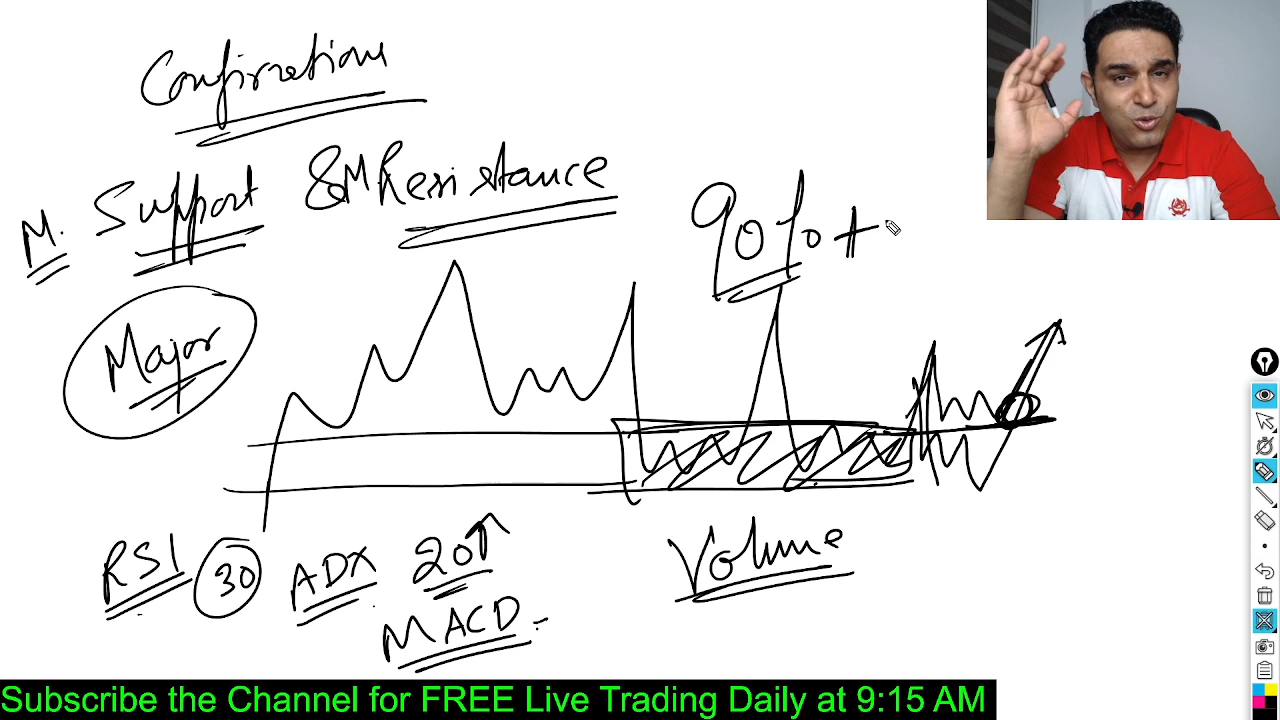 Confirzations
M. Support & M Resistance
90% +
Major
RSI 30 ADX 20↑
MACD
Volume
Subscribe the Channel for FREE Live Trading Daily at 9:15 AM